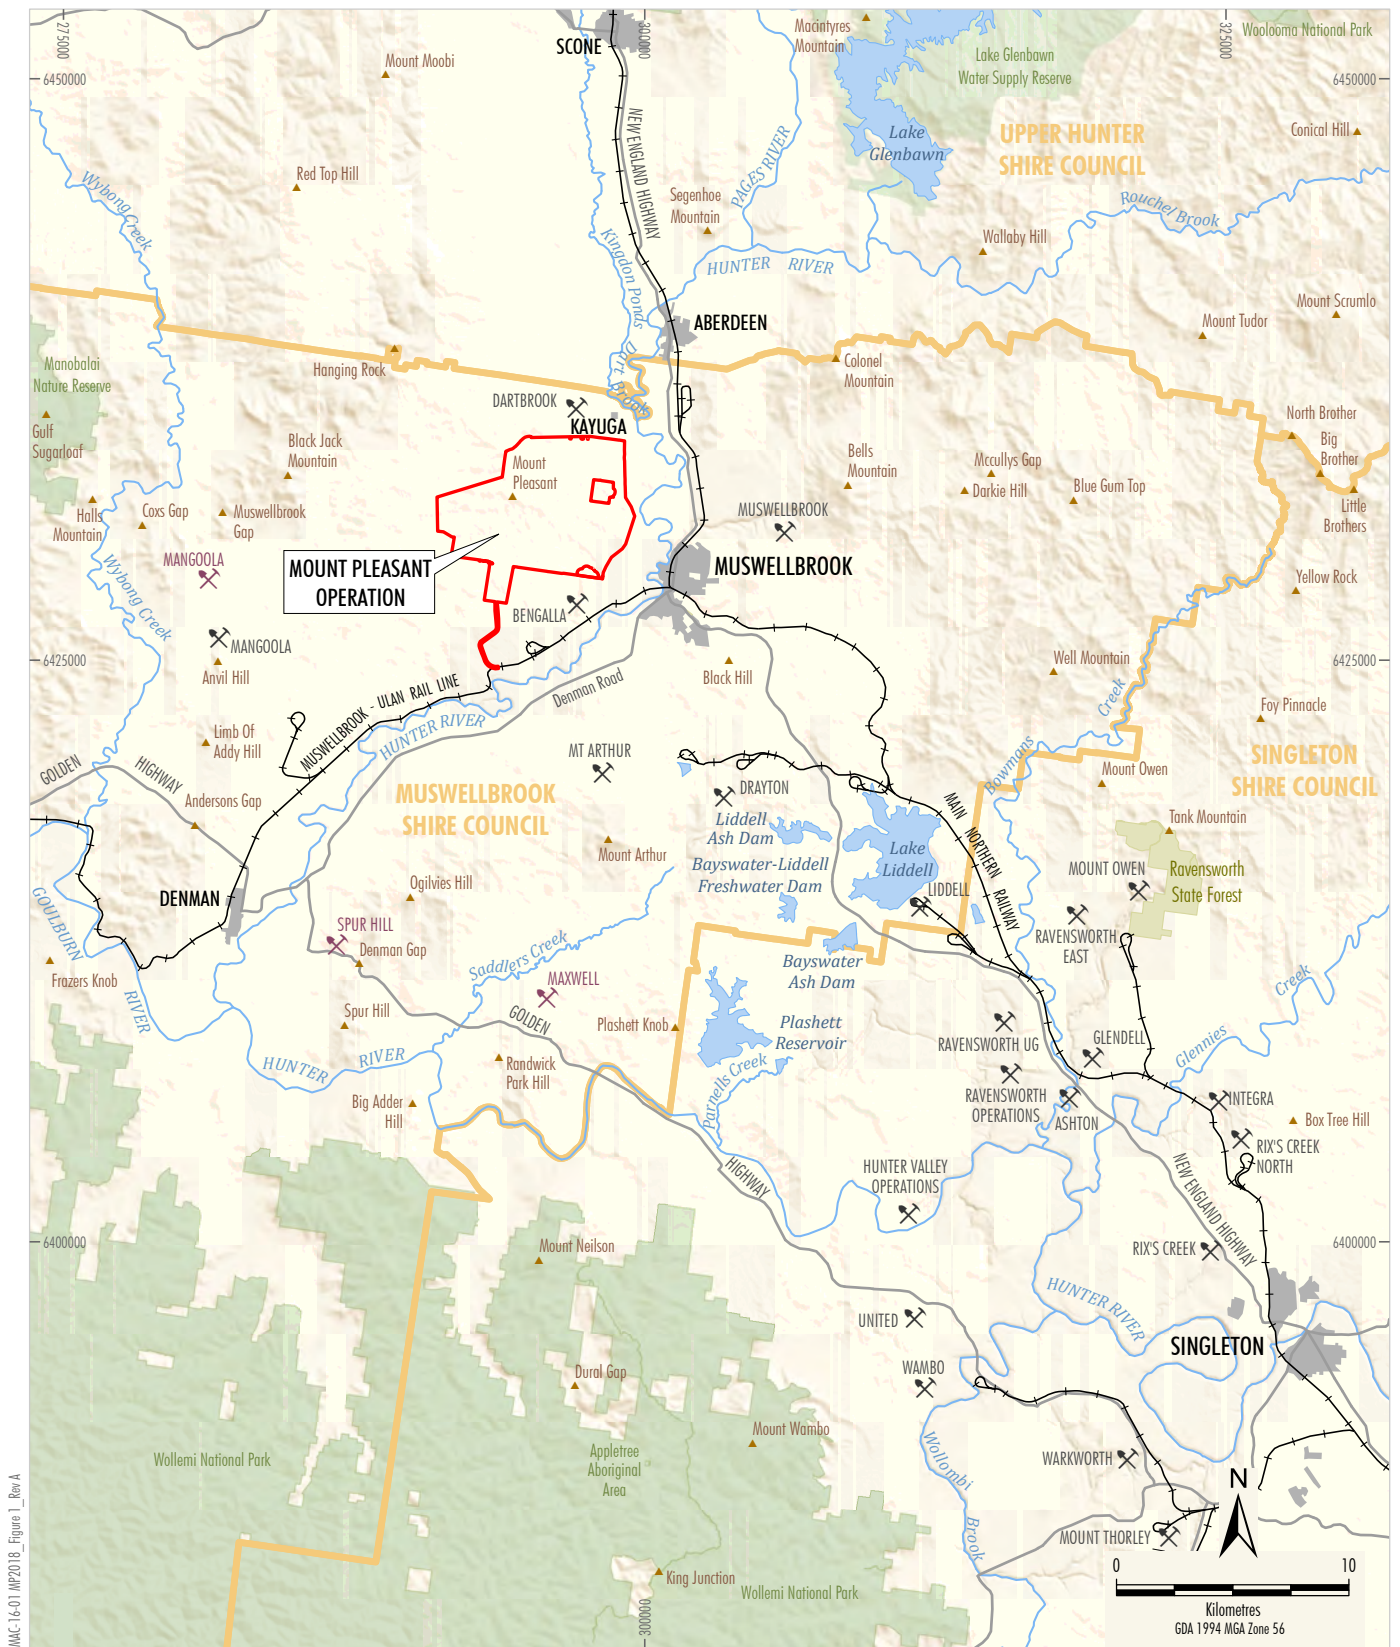 275000
300000
325000
SCONE
Macintyres
Mountain
Woolooma National Park
Mount Moobi
Lake Glenbawn
Water Supply Reserve
6450000
6450000
NEW ENGLAND HIGHWAY
PAGES RIVER
Lake
Glenbawn
UPPER HUNTER
SHIRE COUNCIL
Conical Hill
Wybong Creek
Red Top Hill
Segenhoe
Mountain
Rouchel Brook
Kingdon Ponds
Wallaby Hill
HUNTER RIVER
Mount Scrumlo
ABERDEEN
Mount Tudor
Manobalai
Nature Reserve
Hanging Rock
Dart Brook
Colonel
Mountain
DARTBROOK
KAYUGA
North Brother
Gulf
Sugarloaf
Black Jack
Mountain
Big
Brother
Bells
Mountain
Mount
Pleasant
Mccullys Gap
Darkie Hill
Blue Gum Top
Little
Brothers
Halls
Mountain
Coxs Gap
Muswellbrook
Gap
MUSWELLBROOK
MANGOOLA
MOUNT PLEASANT
OPERATION
MUSWELLBROOK
Yellow Rock
Wybong Creek
BENGALLA
MANGOOLA
6425000
6425000
Anvil Hill
Black Hill
Well Mountain
MUSWELLBROOK - ULAN RAIL LINE
Denman Road
Creek
Foy Pinnacle
HUNTER RIVER
Limb Of
Addy Hill
MT ARTHUR
GOLDEN
HIGHWAY
SINGLETON
SHIRE COUNCIL
Bowmans
Mount Owen
DRAYTON
MUSWELLBROOK
SHIRE COUNCIL
Andersons Gap
MAIN NORTHERN RAILWAY
Liddell
Ash Dam
Tank Mountain
Mount Arthur
Lake
Liddell
Bayswater-Liddell
Freshwater Dam
MOUNT OWEN
Ravensworth
State Forest
Ogilvies Hill
DENMAN
LIDDELL
GOULBURN
RIVER
SPUR HILL
Denman Gap
Saddlers Creek
RAVENSWORTH
EAST
Frazers Knob
Bayswater
Ash Dam
MAXWELL
Creek
Spur Hill
GOLDEN
Plashett Knob
Plashett
Reservoir
RAVENSWORTH UG
GLENDELL
Glennies
HUNTER RIVER
Randwick
Park Hill
Parnells Creek
RAVENSWORTH
OPERATIONS
INTEGRA
Big Adder
Hill
ASHTON
Box Tree Hill
RIX'S CREEK
NORTH
HIGHWAY
HUNTER VALLEY
OPERATIONS
NEW ENGLAND HIGHWAY
6400000
6400000
Mount Neilson
RIX'S CREEK
HUNTER RIVER
UNITED
SINGLETON
WAMBO
Dural Gap
Mount Wambo
Wollemi National Park
Appletree
Aboriginal
Area
Wollombi
Brook
WARKWORTH
N
MOUNT THORLEY
King Junction
Wollemi National Park
0
10
Kilometres
GDA 1994 MGA Zone 56
300000
MAC-16-01 MP2018_Figure 1_Rev A